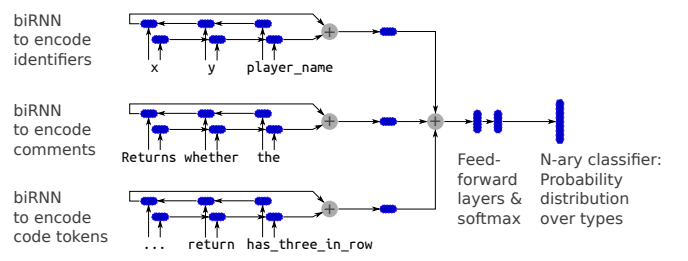 biRNN
to encode
identifiers
x y player_name
biRNN
to encode
comments
Returns whether the
biRNN
to encode
code tokens
... return has_three_in_row
Feed-
forward
layers &
softmax
N-ary classifier:
Probability
distribution
over types